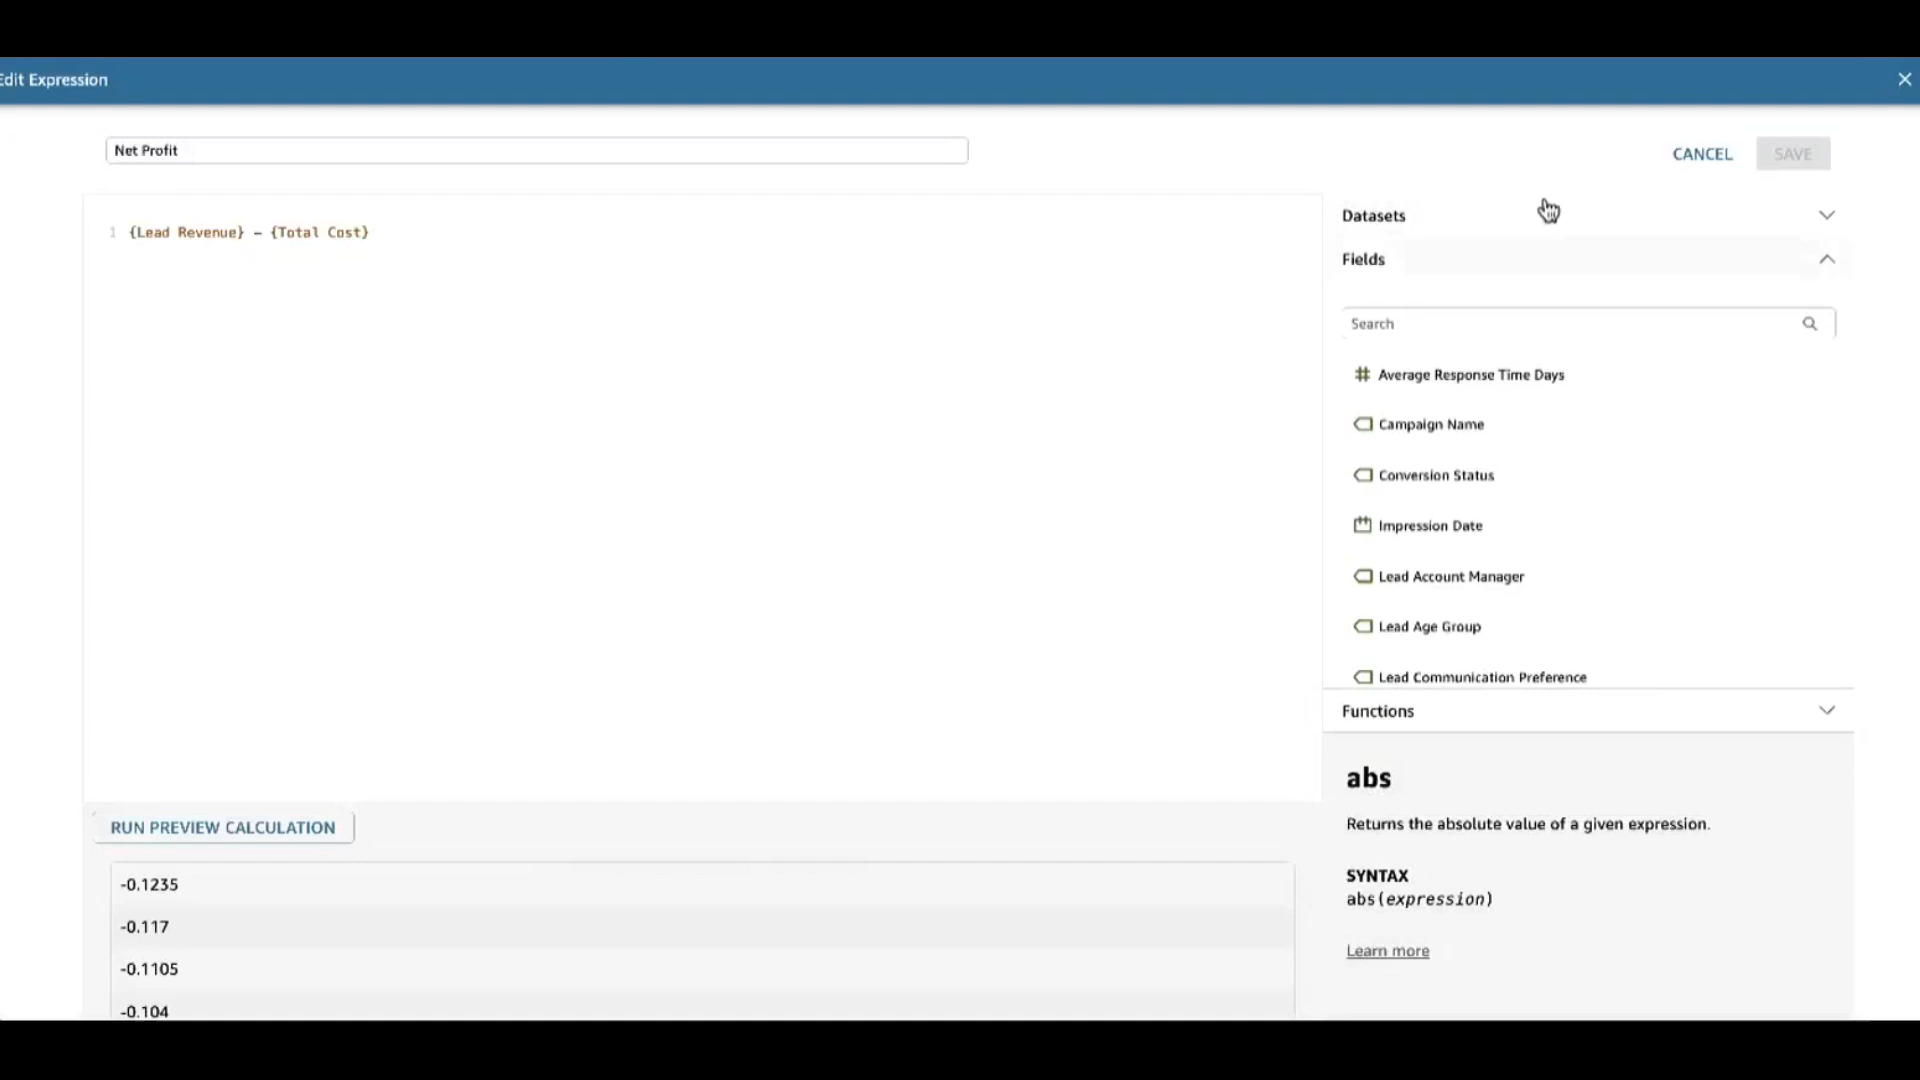 Edit Expression
Net Profit
CANCEL
SAVE
1 {Lead Revenue} - {Total Cost}
Datasets
Fields
Search
Average Response Time Days
Campaign Name
Conversion Status
Impression Date
Lead Account Manager
Lead Age Group
Lead Communication Preference
Functions
abs
Returns the absolute value of a given expression.
SYNTAX
abs(expression)
Learn more
RUN PREVIEW CALCULATION
-0.1235
-0.117
-0.1105
-0.104